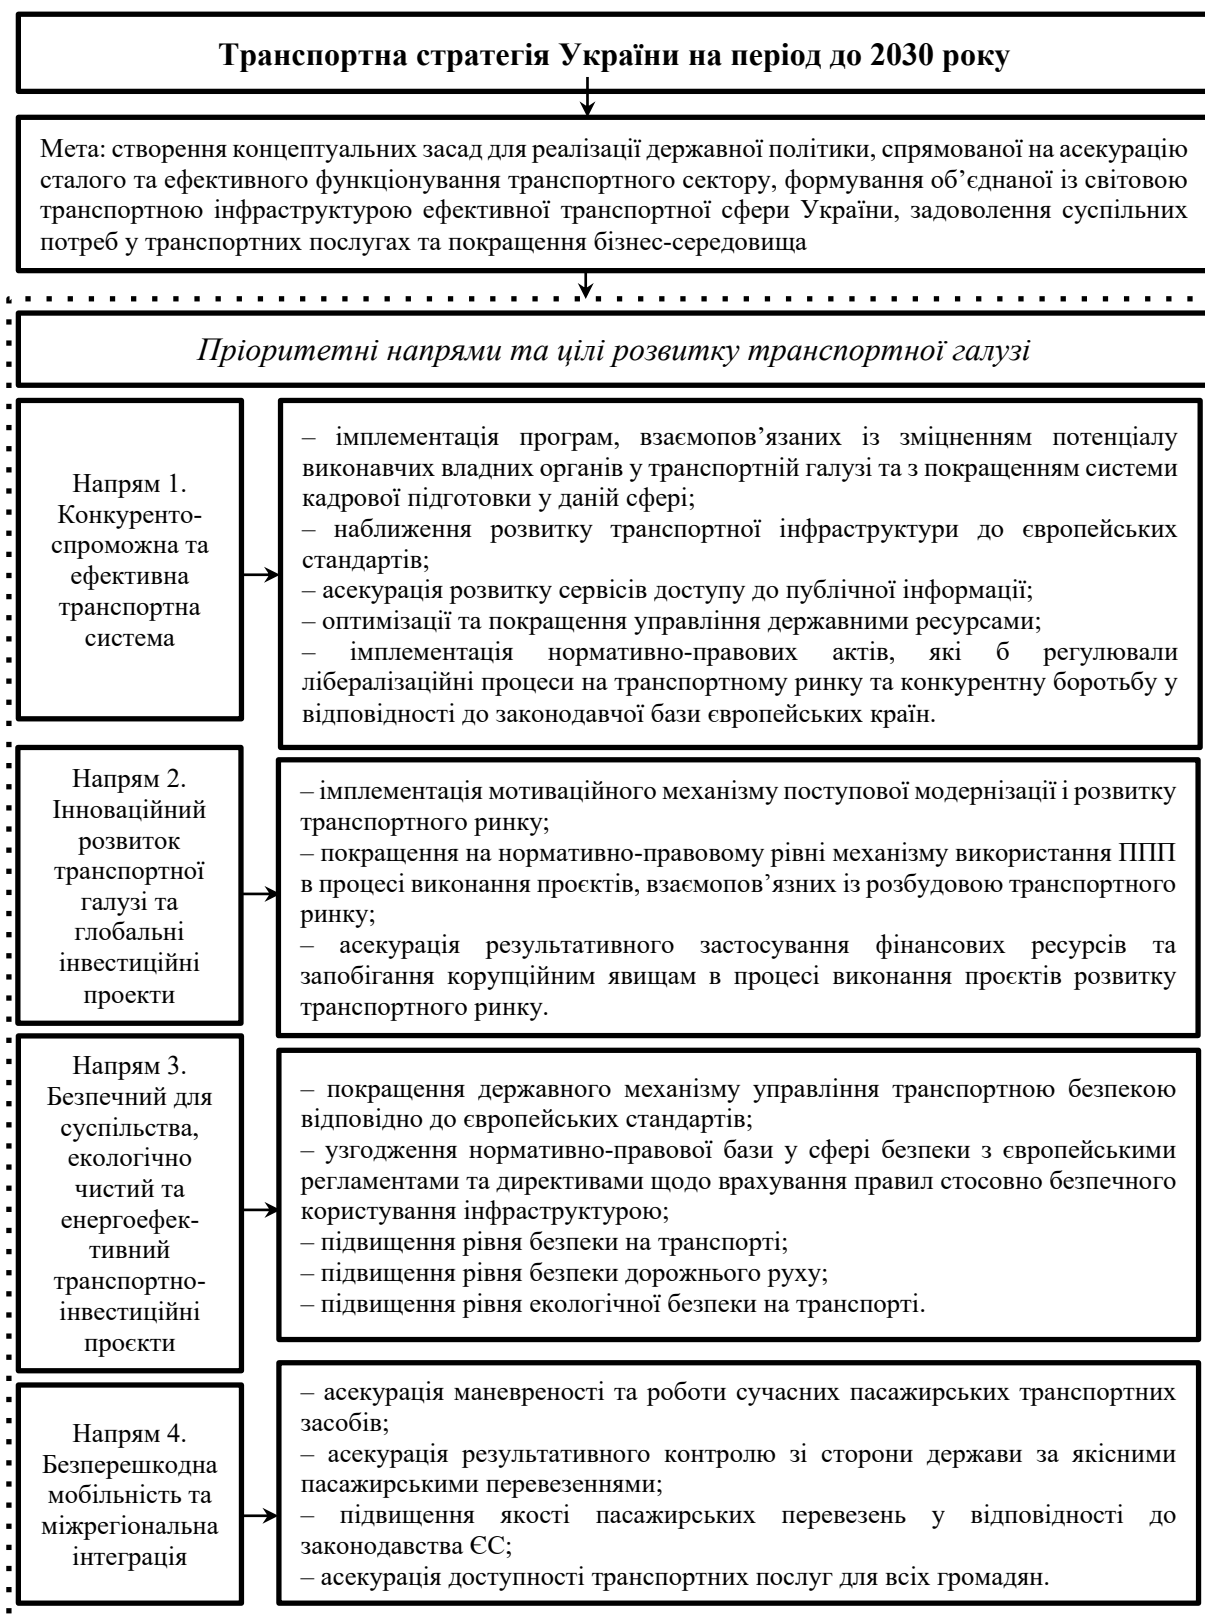 Транспортна стратегія України на період до 2030 року
Мета: створення концептуальних засад для реалізації державної політики, спрямованої на асекурацію
сталого та ефективного функціонування транспортного сектору, формування об’єднаної із світовою
транспортною інфраструктурою ефективної транспортної сфери України, задоволення суспільних
потреб у транспортних послугах та покращення бізнес-середовища
Пріоритетні напрями та цілі розвитку транспортної галузі
Напрям 1.
Конкуренто-
спроможна та
ефективна
транспортна
система
– імплементація програм, взаємопов’язаних із зміцненням потенціалу
виконавчих владних органів у транспортній галузі та з покращенням системи
кадрової підготовки у даній сфері;
– наближення розвитку транспортної інфраструктури до європейських
стандартів;
– асекурація розвитку сервісів доступу до публічної інформації;
– оптимізації та покращення управління державними ресурсами;
– імплементація нормативно-правових актів, які б регулювали
лібералізаційні процеси на транспортному ринку та конкурентну боротьбу у
відповідності до законодавчої бази європейських країн.
Напрям 2.
Інноваційний
розвиток
транспортної
галузі та
глобальні
інвестиційні
проекти
– імплементація мотиваційного механізму поступової модернізації і розвитку
транспортного ринку;
– покращення на нормативно-правовому рівні механізму використання ППП
в процесі виконання проєктів, взаємопов’язних із розбудовою транспортного
ринку;
– асекурація результативного застосування фінансових ресурсів та
запобігання корупційним явищам в процесі виконання проєктів розвитку
транспортного ринку.
Напрям 3.
Безпечний для
суспільства,
екологічно
чистий та
енергоефек-
тивний
транспортно-
інвестиційні
проєкти
– покращення державного механізму управління транспортною безпекою
відповідно до європейських стандартів;
– узгодження нормативно-правової бази у сфері безпеки з європейськими
регламентами та директивами щодо врахування правил стосовно безпечного
користування інфраструктурою;
– підвищення рівня безпеки на транспорті;
– підвищення рівня безпеки дорожнього руху;
– підвищення рівня екологічної безпеки на транспорті.
Напрям 4.
Безперешкодна
мобільність та
міжрегіональна
інтеграція
– асекурація маневреності та роботи сучасних пасажирських транспортних
засобів;
– асекурація результативного контролю зі сторони держави за якісними
пасажирськими перевезеннями;
– підвищення якості пасажирських перевезень у відповідності до
законодавства ЄС;
– асекурація доступності транспортних послуг для всіх громадян.